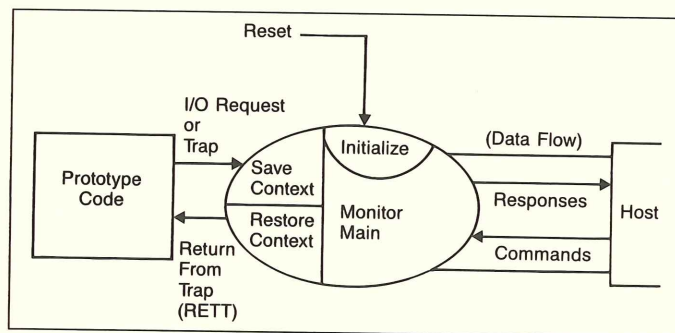 Reset
I/O Request
or
Trap
Prototype
Code
Save
Context
Restore
Context
Initialize
Monitor
Main
(Data Flow)
Responses
Commands
Host
Return
From
Trap
(RETT)